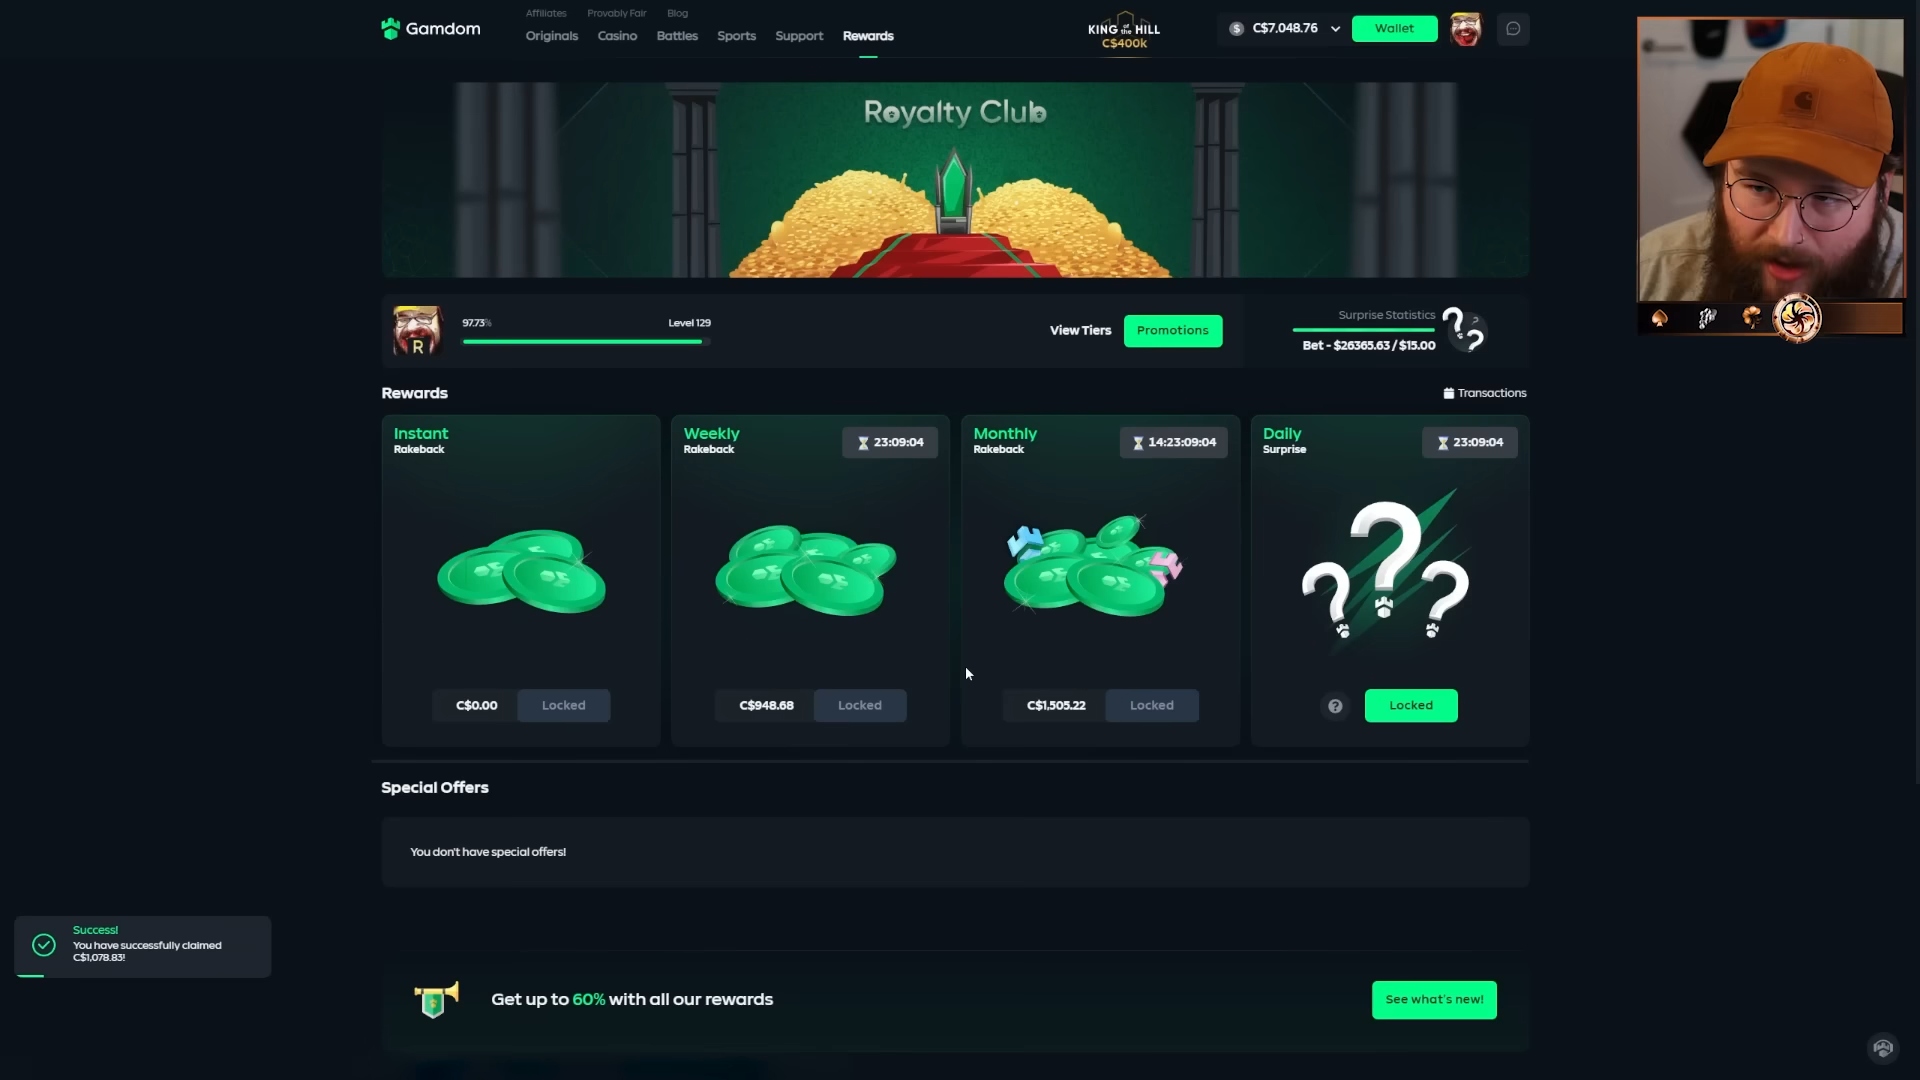 Gamdom
Affiliates Provably Fair Blog
Originals Casino Battles Sports Support Rewards
KING of the HILL
C$400k
C$7,048.76
Wallet
Royalty Club
97.73% Level 129
R
View Tiers
Promotions
Surprise Statistics
Bet - $26365.63 / $15.00
Rewards
Transactions
Instant
Rakeback
C$0.00 Locked
Weekly
Rakeback
23:09:04
C$948.68 Locked
Monthly
Rakeback
14:23:09:04
C$1,505.22 Locked
Daily
Surprise
23:09:04
Locked
Special Offers
You don't have special offers!
Success!
You have successfully claimed
C$1,078.83!
Get up to 60% with all our rewards
See what's new!